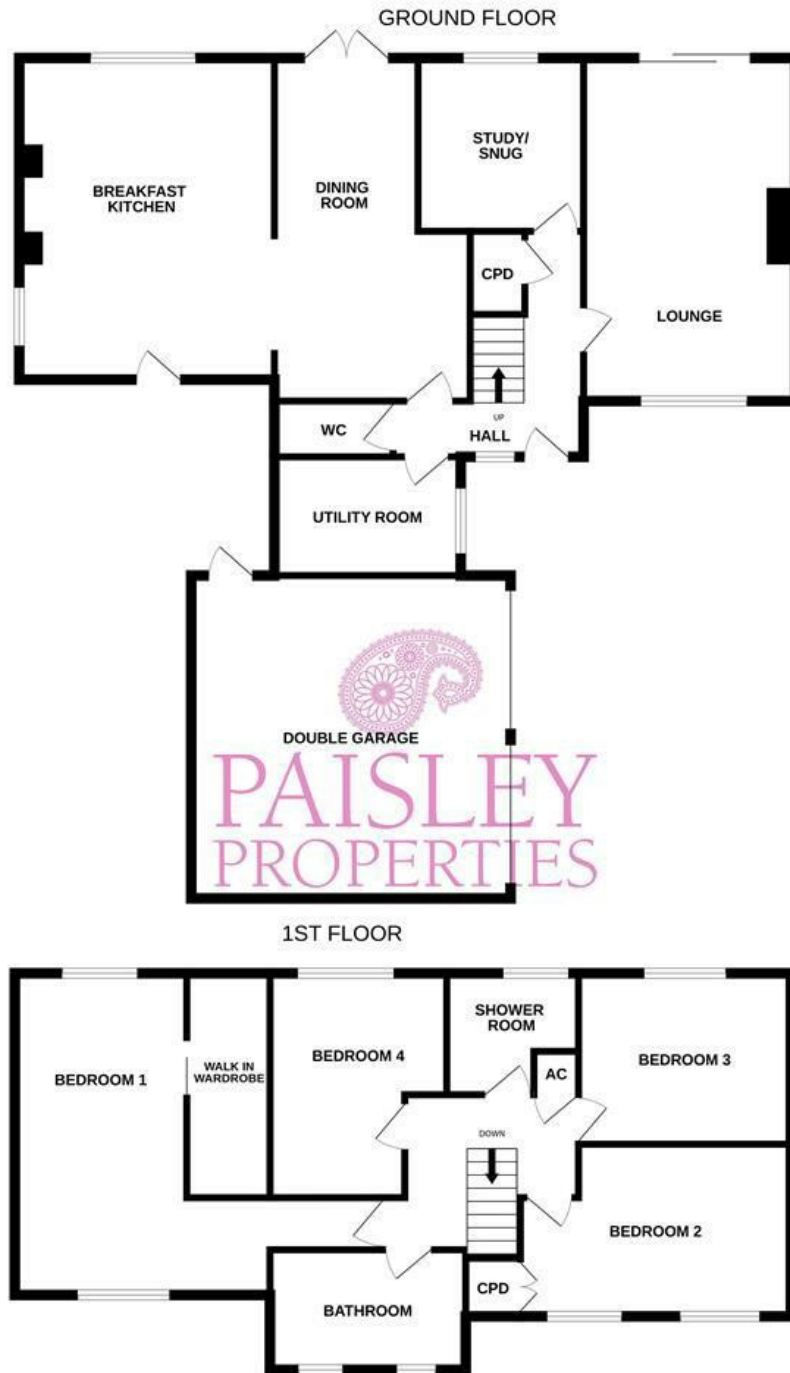 GROUND FLOOR
BREAKFAST
KITCHEN
DINING
ROOM
STUDY/
SNUG
CPD
LOUNGE
UP
HALL
WC
UTILITY ROOM
DOUBLE GARAGE
PAISLEY
PROPERTIES
1ST FLOOR
BEDROOM 1
WALK IN
WARDROBE
BEDROOM 4
SHOWER
ROOM
AC
BEDROOM 3
DOWN
BEDROOM 2
CPD
BATHROOM